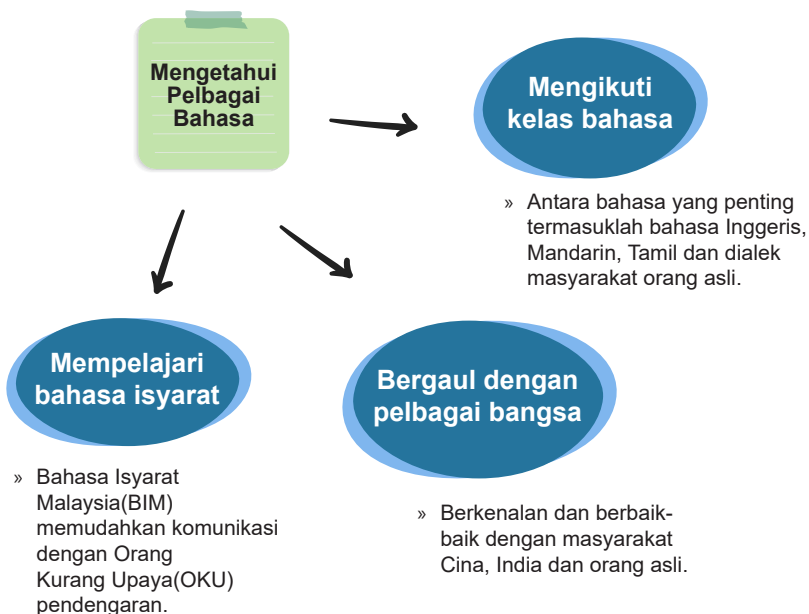 Mengetahui
Pelbagai
Bahasa
Mengikuti
kelas bahasa
» Antara bahasa yang penting
termasuklah bahasa Inggeris,
Mandarin, Tamil dan dialek
masyarakat orang asli.
Mempelajari
bahasa isyarat
» Bahasa Isyarat
Malaysia(BIM)
memudahkan komunikasi
dengan Orang
Kurang Upaya(OKU)
pendengaran.
Bergaul dengan
pelbagai bangsa
» Berkenalan dan berbaik-
baik dengan masyarakat
Cina, India dan orang asli.